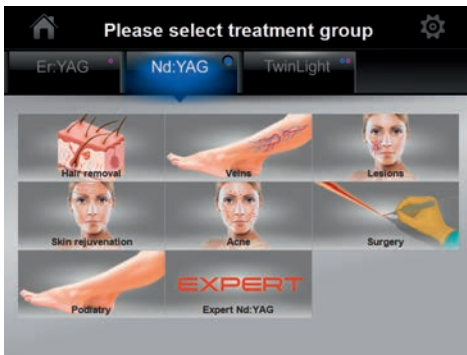 Please select treatment group
Er:YAG
Nd:YAG
TwinLight
Hair removal
Veins
Lesions
Skin rejuvenation
Acne
Surgery
Podiatry
EXPERT
Expert Nd:YAG